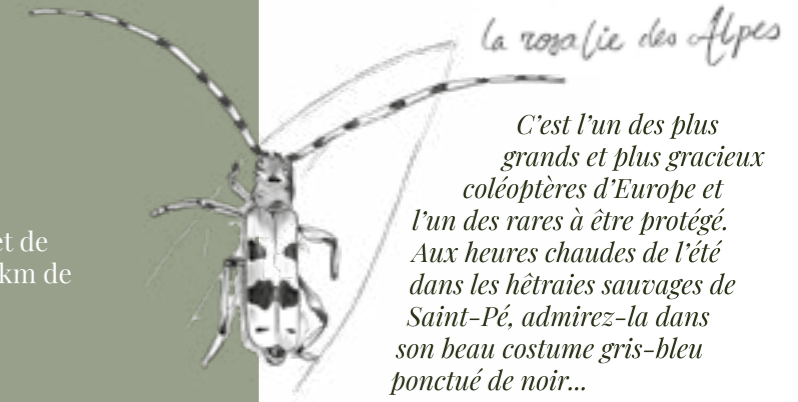 la rosalie des Alpes
C'est l'un des plus
grands et plus gracieux
coléoptères d'Europe et
l'un des rares à être protégé.
Aux heures chaudes de l'été
dans les hêtraies sauvages de
Saint-Pé, admirez-la dans
son beau costume gris-bleu
ponctué de noir...
et de
km de